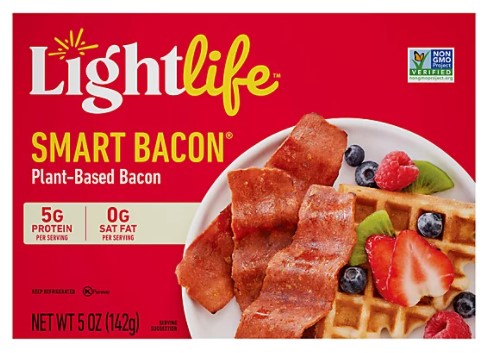 Lightlife™
NON
GMO
Project
VERIFIED
nongmoproject.org
SMART BACON®
Plant-Based Bacon
5G
PROTEIN
PER SERVING
0G
SAT FAT
PER SERVING
KEEP REFRIGERATED
NET WT 5 OZ (142g)
SERVING
SUGGESTION